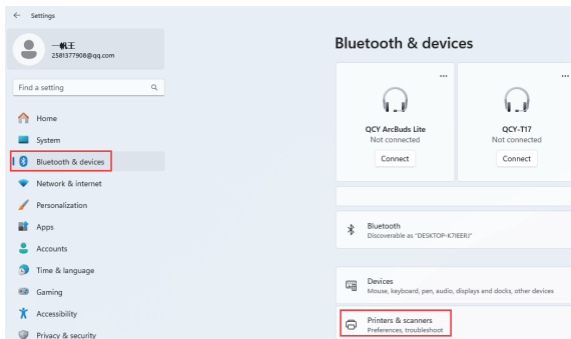 Settings
一帆王
2581377908@qq.com
Find a setting
Home
System
Bluetooth & devices
Network & internet
Personalization
Apps
Accounts
Time & language
Gaming
Accessibility
Privacy & security
Bluetooth & devices
QCY ArcBuds Lite
Not connected
Connect
QCY-T17
Not connected
Connect
Bluetooth
Discoverable as "DESKTOP-K7IEERJ"
Devices
Mouse, keyboard, pen, audio, displays and docks, other devices
Printers & scanners
Preferences, troubleshoot